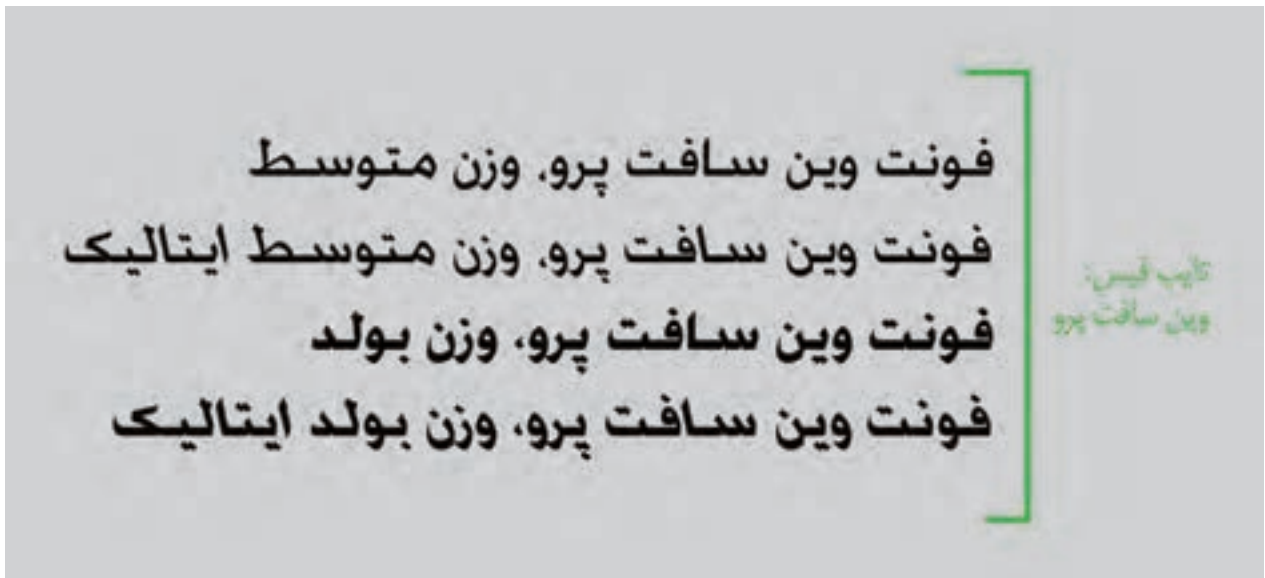 فونت وین سافت پرو، وزن متوسط
فونت وین سافت پرو، وزن متوسط ایتالیک
فونت وین سافت پرو، وزن بولد
فونت وین سافت پرو، وزن بولد ایتالیک
تایپ فیس:
وین سافت پرو